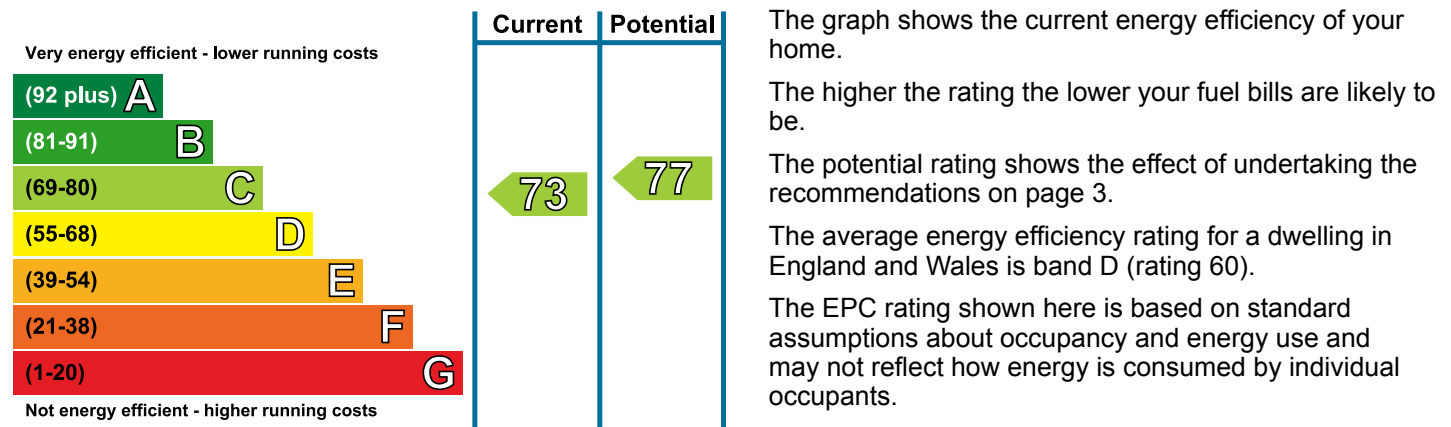 Current Potential
Very energy efficient - lower running costs
(92 plus) A
(81-91) B
(69-80) C
(55-68) D
(39-54) E
(21-38) F
(1-20) G
Not energy efficient - higher running costs
73
77
The graph shows the current energy efficiency of your
home.
The higher the rating the lower your fuel bills are likely to
be.
The potential rating shows the effect of undertaking the
recommendations on page 3.
The average energy efficiency rating for a dwelling in
England and Wales is band D (rating 60).
The EPC rating shown here is based on standard
assumptions about occupancy and energy use and
may not reflect how energy is consumed by individual
occupants.